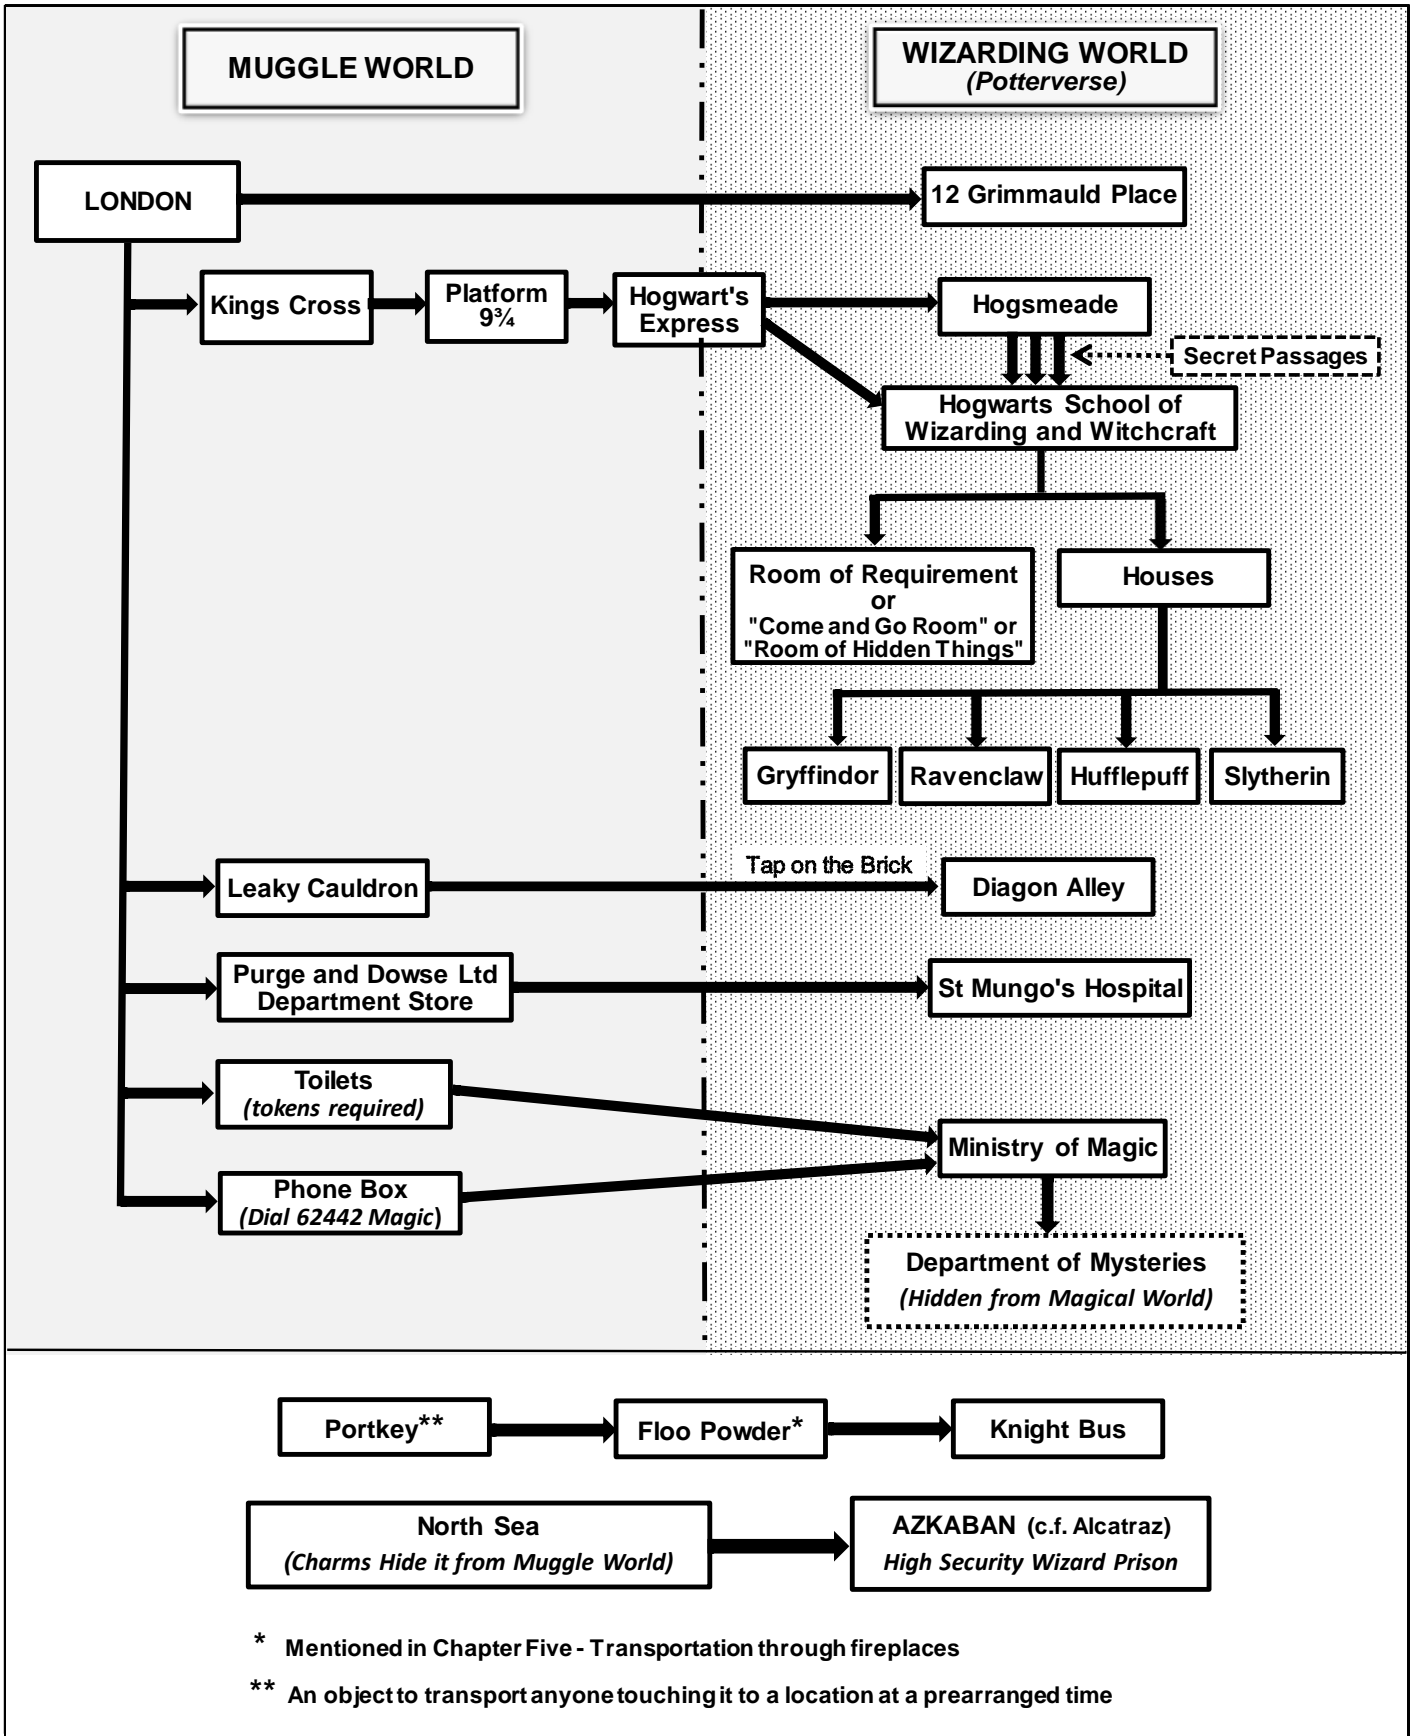 MUGGLE WORLD
WIZARDING WORLD
(Potterverse)
LONDON
12 Grimmauld Place
Kings Cross
Platform
9¾
Hogwart's
Express
Hogsmeade
Secret Passages
Hogwarts School of
Wizarding and Witchcraft
Room of Requirement
or
"Come and Go Room" or
"Room of Hidden Things"
Houses
Gryffindor
Ravenclaw
Hufflepuff
Slytherin
Leaky Cauldron
Tap on the Brick
Diagon Alley
Purge and Dowse Ltd
Department Store
St Mungo's Hospital
Toilets
(tokens required)
Ministry of Magic
Phone Box
(Dial 62442 Magic)
Department of Mysteries
(Hidden from Magical World)
Portkey**
Floo Powder*
Knight Bus
North Sea
(Charms Hide it from Muggle World)
AZKABAN (c.f. Alcatraz)
High Security Wizard Prison
* Mentioned in Chapter Five - Transportation through fireplaces
** An object to transport anyone touching it to a location at a prearranged time